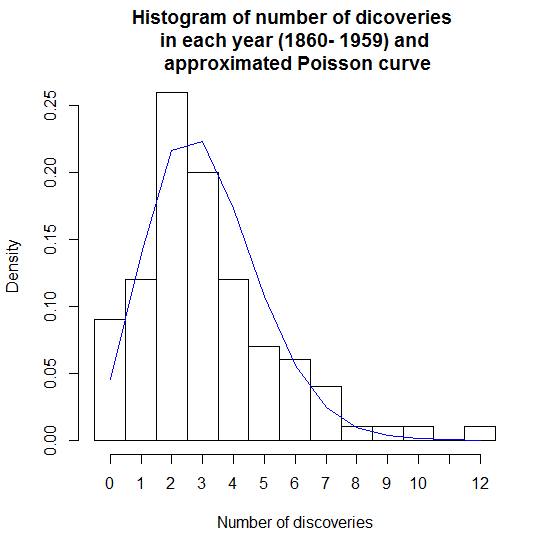 Histogram of number of dicoveries
in each year (1860- 1959) and
approximated Poisson curve
Density
0.25
0.20
0.15
0.10
0.05
0.00
0 1 2 3 4 5 6 7 8 9 10 12
Number of discoveries